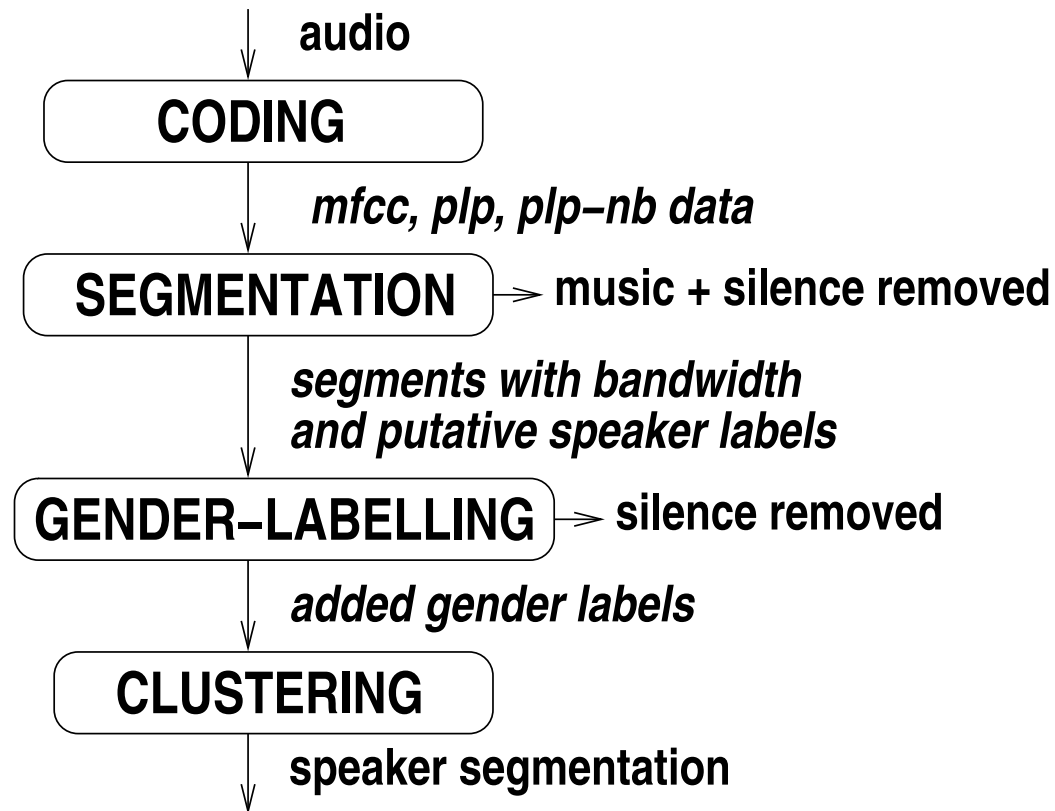 audio
CODING
mfcc, plp, plp−nb data
SEGMENTATION
music + silence removed
segments with bandwidth
and putative speaker labels
GENDER−LABELLING
silence removed
added gender labels
CLUSTERING
speaker segmentation